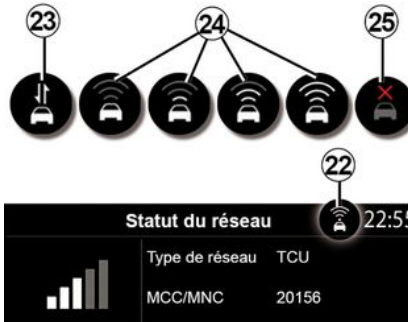 23
24
25
22
Statut du réseau 22:55
Type de réseau TCU
MCC/MNC 20156